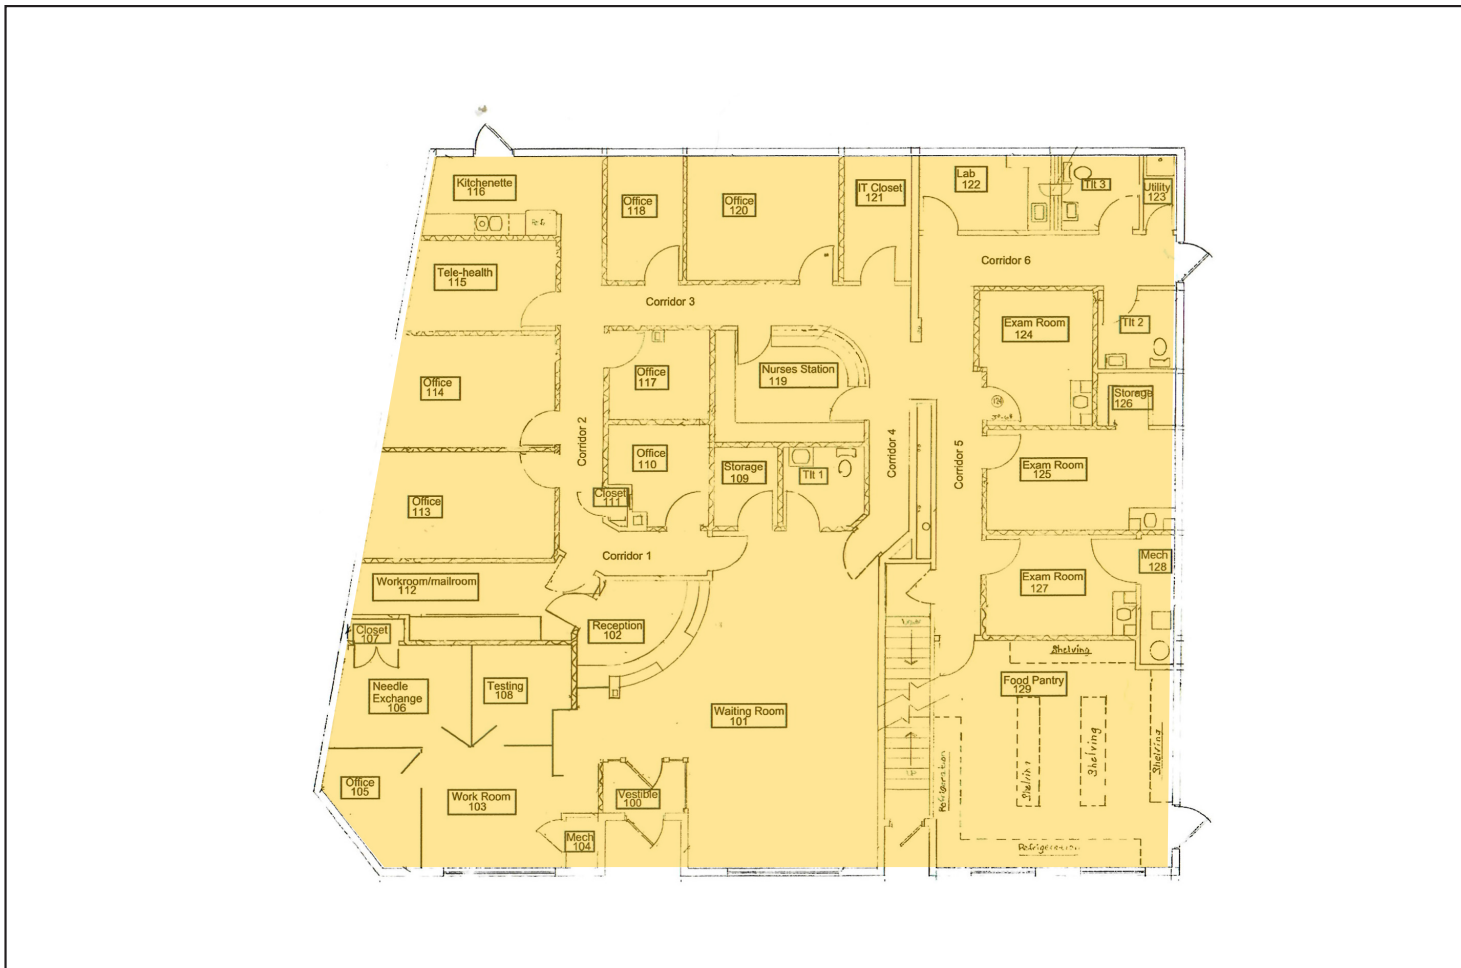 Kitchenette
116
Office
118
Office
120
IT Closet
121
Lab
122
Tlt 3
Utility
123
Tele-health
115
Corridor 6
Corridor 3
Office
114
Office
117
Nurses Station
119
Exam Room
124
Tlt 2
Storage
126
Corridor 2
Office
110
Storage
109
Tlt 1
Corridor 4
Corridor 5
Exam Room
125
Office
113
Closet
111
Corridor 1
Workroom/mailroom
112
Exam Room
127
Mech
128
Closet
107
Reception
102
Shelving
Needle
Exchange
106
Testing
108
Food Pantry
129
Waiting Room
101
Shelving
Shelving
Shelving
Refrigeration
UP
Office
105
Work Room
103
Vestible
100
Mech
104
Refrigeration